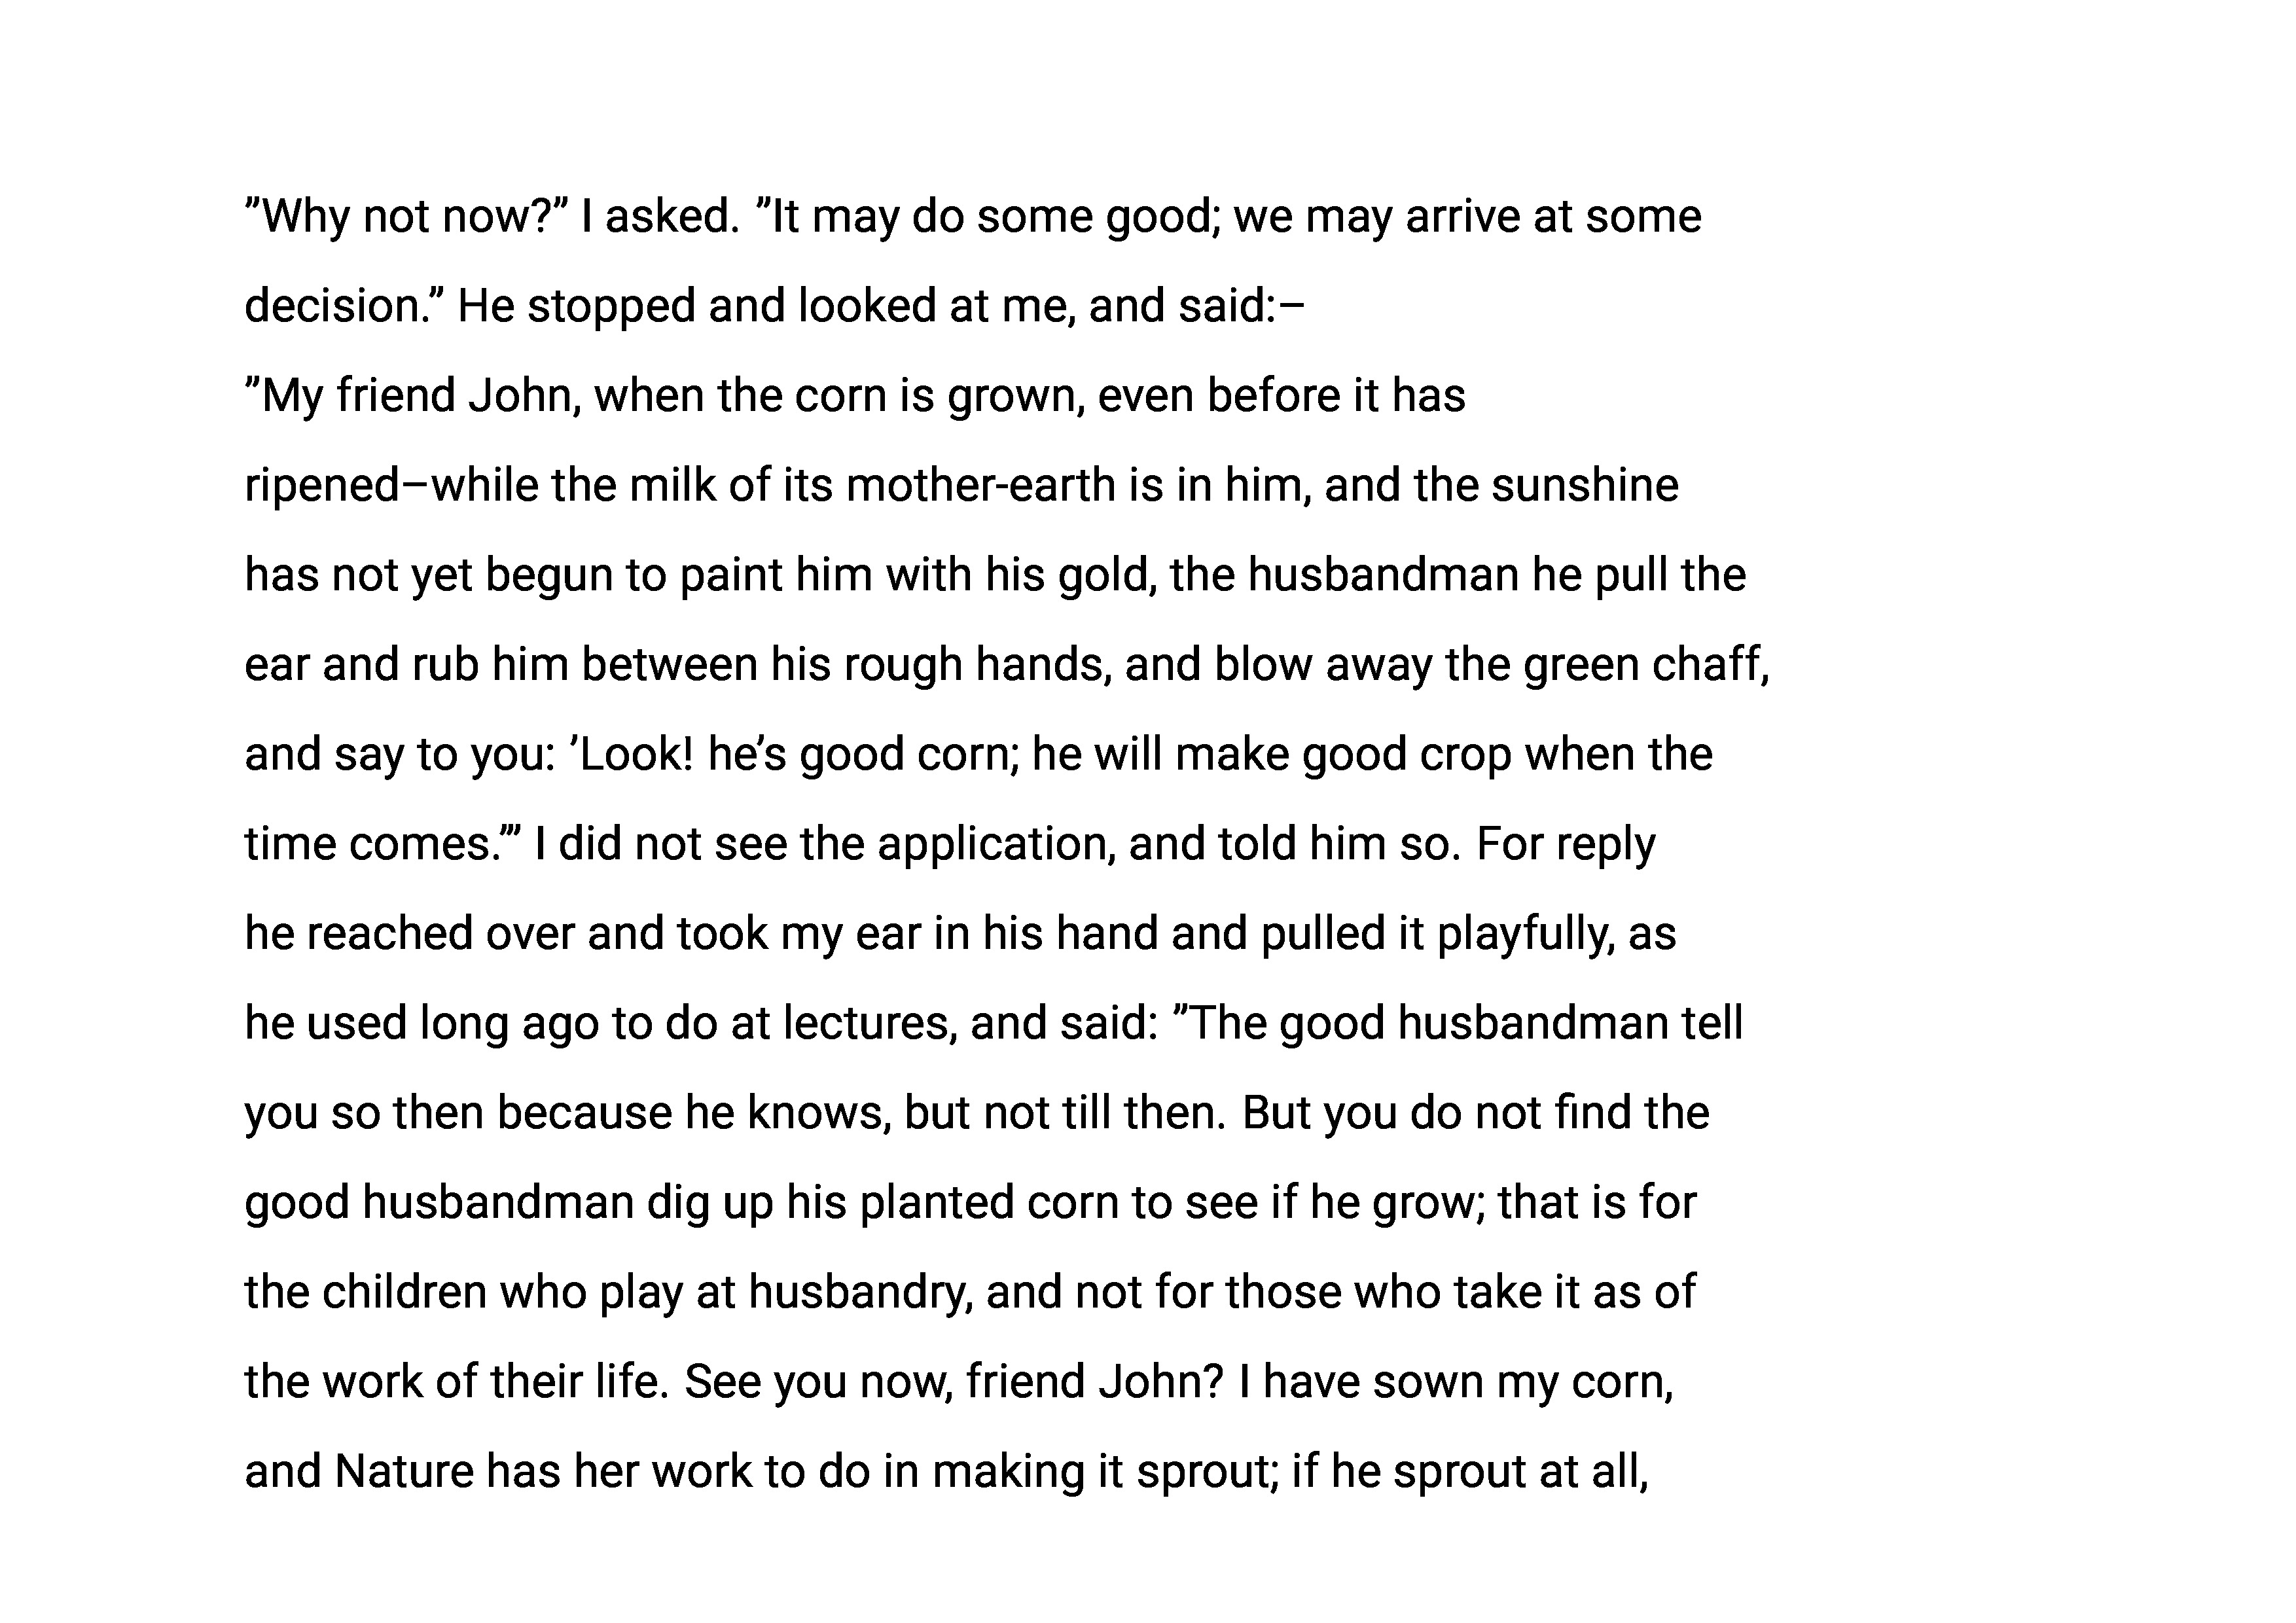 ”Why not now?” I asked. ”It may do some good; we may arrive at some
decision.” He stopped and looked at me, and said:–
”My friend John, when the corn is grown, even before it has
ripened–while the milk of its mother-earth is in him, and the sunshine
has not yet begun to paint him with his gold, the husbandman he pull the
ear and rub him between his rough hands, and blow away the green chaff,
and say to you: ’Look! he’s good corn; he will make good crop when the
time comes.’” I did not see the application, and told him so. For reply
he reached over and took my ear in his hand and pulled it playfully, as
he used long ago to do at lectures, and said: ”The good husbandman tell
you so then because he knows, but not till then. But you do not find the
good husbandman dig up his planted corn to see if he grow; that is for
the children who play at husbandry, and not for those who take it as of
the work of their life. See you now, friend John? I have sown my corn,
and Nature has her work to do in making it sprout; if he sprout at all,